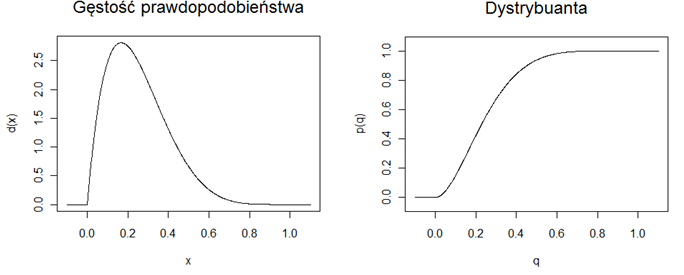 Gęstość prawdopodobieństwa
d(x)
2.5
2.0
1.5
1.0
0.5
0.0
0.0 0.2 0.4 0.6 0.8 1.0
x
Dystrybuanta
p(q)
1.0
0.8
0.6
0.4
0.2
0.0
0.0 0.2 0.4 0.6 0.8 1.0
q